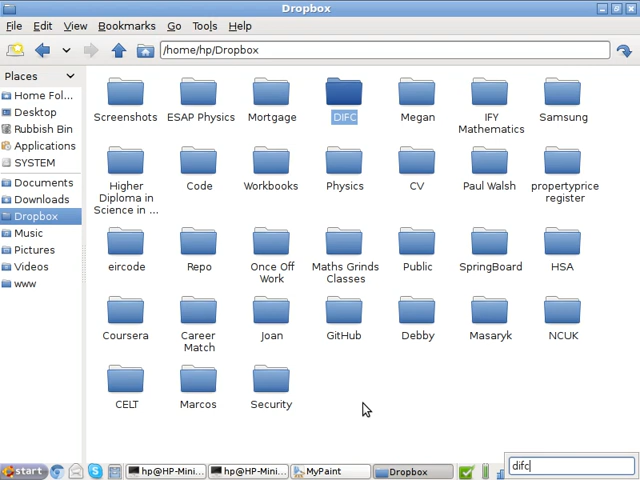 Dropbox
File Edit View Bookmarks Go Tools Help
/home/hp/Dropbox
Places
Home Fol...
Desktop
Rubbish Bin
Applications
SYSTEM
Documents
Downloads
Dropbox
Music
Pictures
Videos
www
Screenshots ESAP Physics Mortgage DIFC Megan IFY Samsung
Mathematics
Higher Code Workbooks Physics CV Paul Walsh propertyprice
Diploma in register
Science in ...
eircode Repo Once Off Maths Grinds Public SpringBoard HSA
Work Classes
Coursera Career Joan GitHub Debby Masaryk NCUK
Match
CELT Marcos Security
difc
start hp@HP-Mini... hp@HP-Mini... MyPaint Dropbox